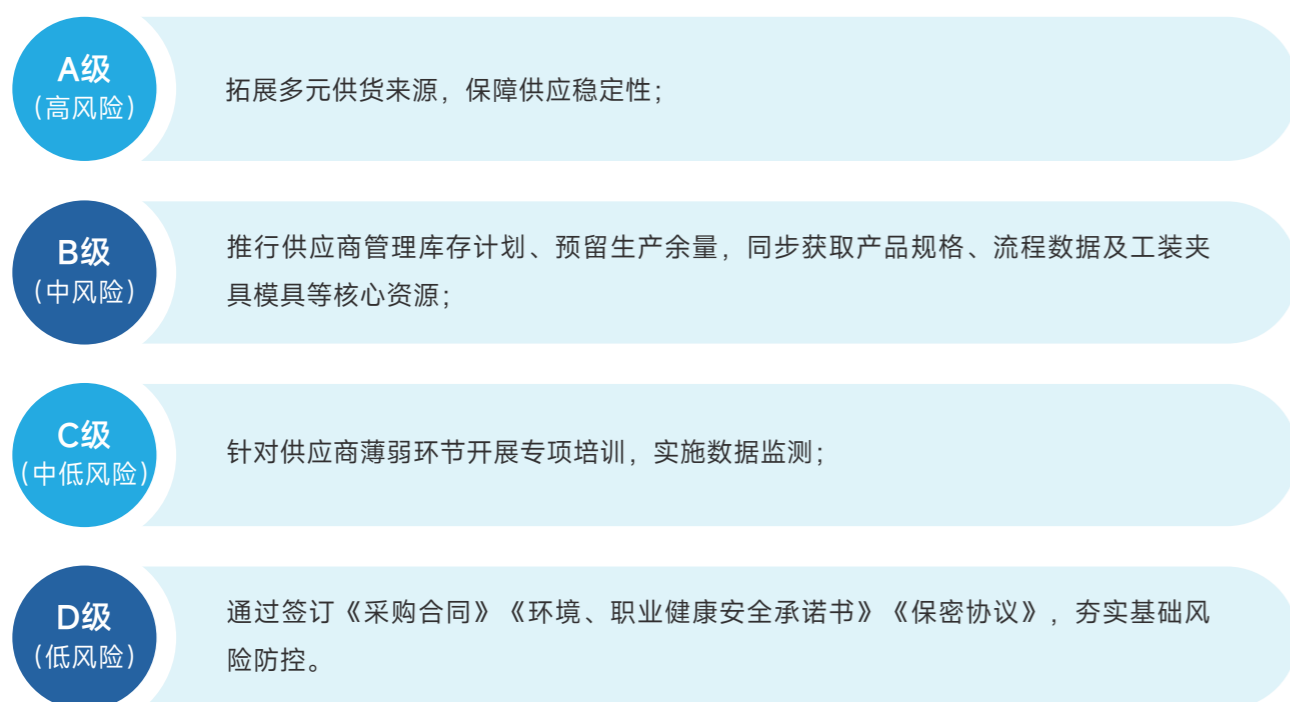 A级
（高风险）
拓展多元供货来源，保障供应稳定性；
B级
（中风险）
推行供应商管理库存计划、预留生产余量，同步获取产品规格、流程数据及工装夹
具模具等核心资源；
C级
（中低风险）
针对供应商薄弱环节开展专项培训，实施数据监测；
D级
（低风险）
通过签订《采购合同》《环境、职业健康安全承诺书》《保密协议》，夯实基础风
险防控。